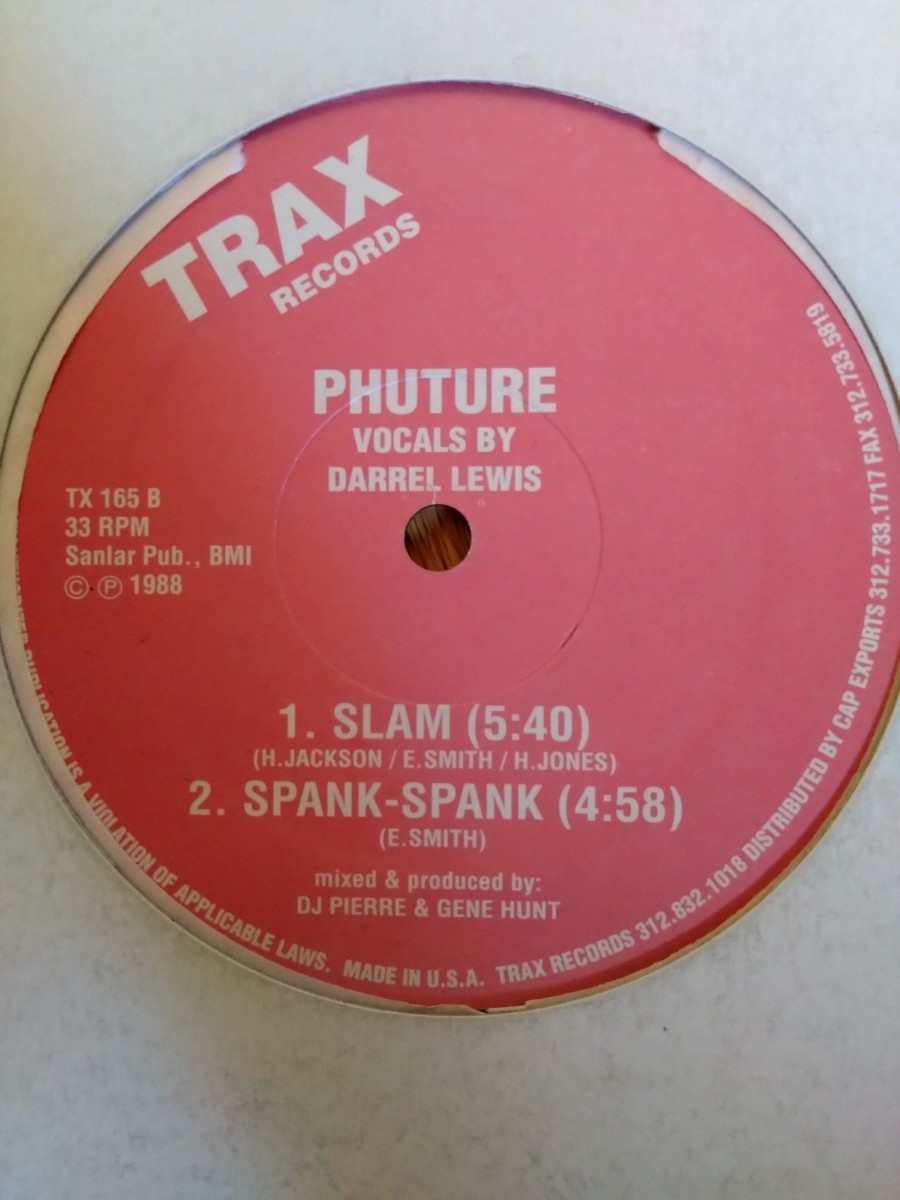 TRAX
RECORDS
PHUTURE
VOCALS BY
DARREL LEWIS
TX 165 B
33 RPM
Sanlar Pub., BMI
© ℗ 1988
1. SLAM (5:40)
(H.JACKSON / E.SMITH / H.JONES)
2. SPANK-SPANK (4:58)
(E.SMITH)
mixed & produced by:
DJ PIERRE & GENE HUNT
PUBLICATION IS A VIOLATION OF APPLICABLE LAWS. MADE IN U.S.A. TRAX RECORDS 312.832.1018 DISTRIBUTED BY CAP EXPORTS 312.733.1717 FAX 312.733.5819